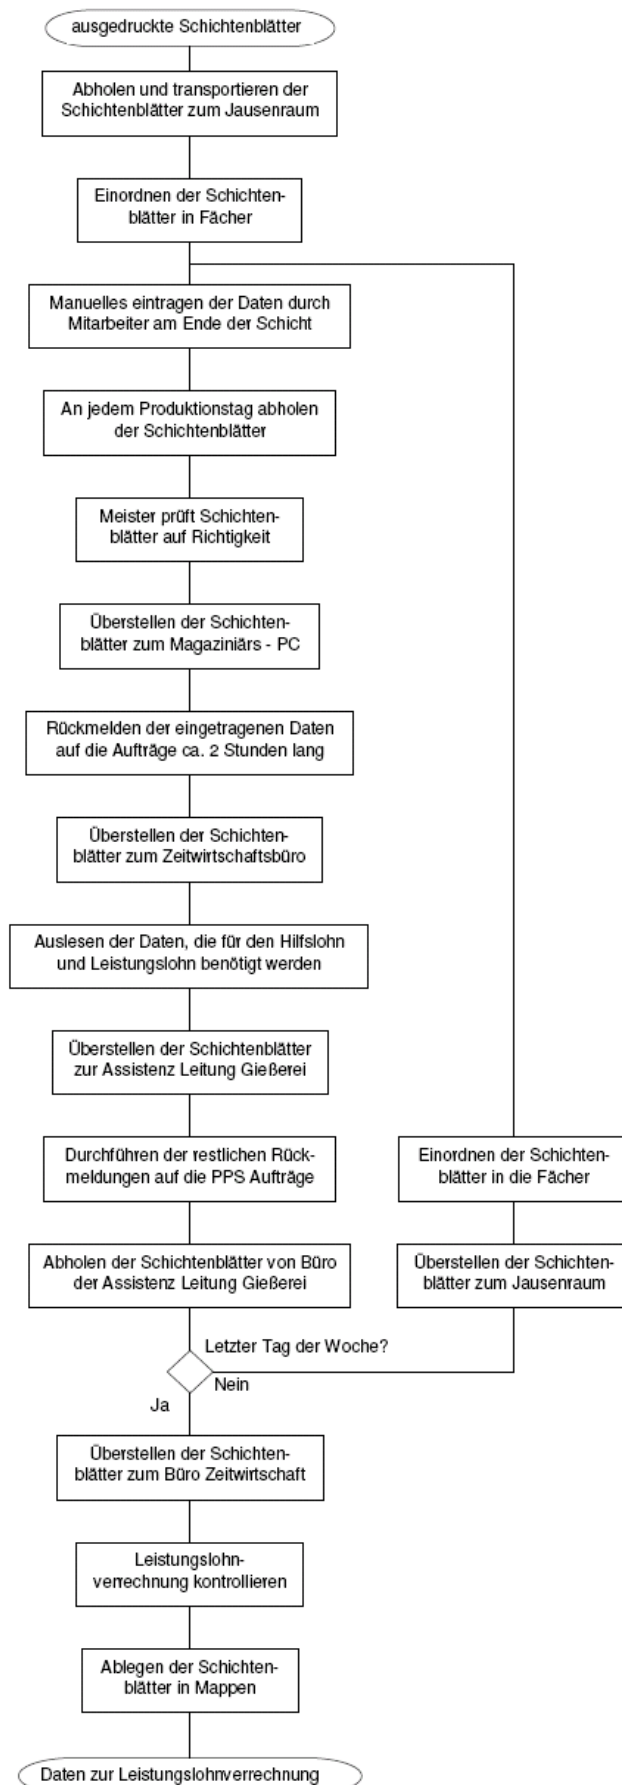 ausgedruckte Schichtenblätter
Abholen und transportieren der
Schichtenblätter zum Jausenraum
Einordnen der Schichten-
blätter in Fächer
Manuelles eintragen der Daten durch
Mitarbeiter am Ende der Schicht
An jedem Produktionstag abholen
der Schichtenblätter
Meister prüft Schichten-
blätter auf Richtigkeit
Überstellen der Schichten-
blätter zum Magaziniärs - PC
Rückmelden der eingetragenen Daten
auf die Aufträge ca. 2 Stunden lang
Überstellen der Schichten-
blätter zum Zeitwirtschaftsbüro
Auslesen der Daten, die für den Hilfslohn
und Leistungslohn benötigt werden
Überstellen der Schichtenblätter
zur Assistenz Leitung Gießerei
Durchführen der restlichen Rück-
meldungen auf die PPS Aufträge
Einordnen der Schichten-
blätter in die Fächer
Abholen der Schichtenblätter von Büro
der Assistenz Leitung Gießerei
Überstellen der Schichten-
blätter zum Jausenraum
Letzter Tag der Woche?
Nein
Ja
Überstellen der Schichten-
blätter zum Büro Zeitwirtschaft
Leistungslohn-
verrechnung kontrollieren
Ablegen der Schichten-
blätter in Mappen
Daten zur Leistungslohnverrechnung